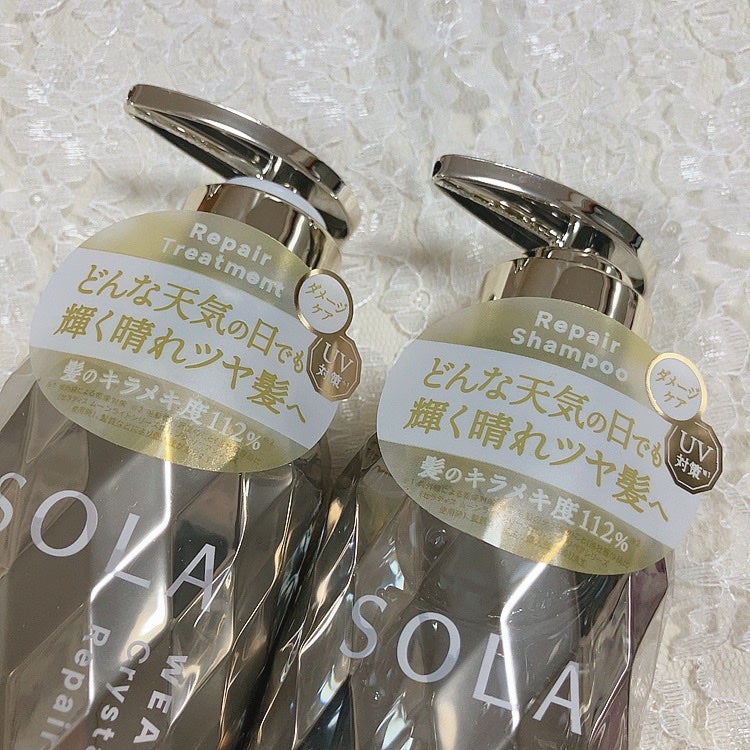 Repair
Treatment
どんな天気の日でも
輝く晴れツヤ髪へ
髪のキラメキ度112%
ダメージ
ケア
UV
対策
SOLA
WEA
Crysta
Repair
Repair
Shampoo
どんな天気の日でも
輝く晴れツヤ髪へ
髪のキラメキ度112%
ダメージ
ケア
UV
対策
SOLA